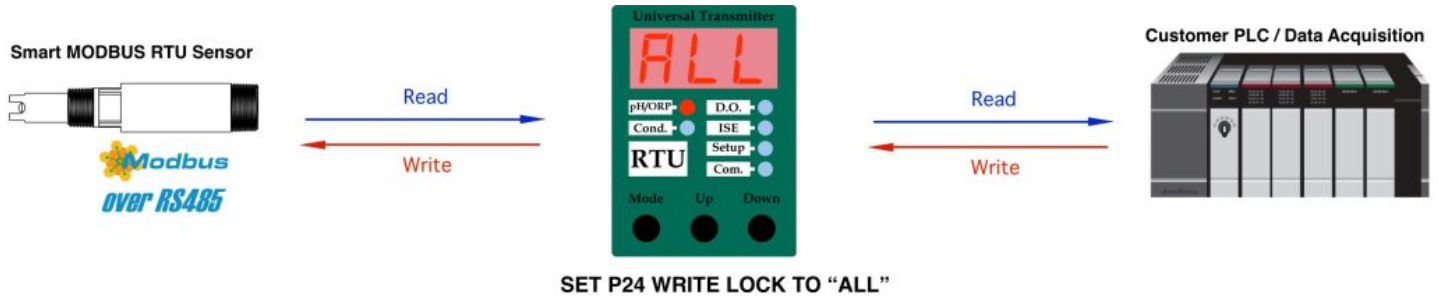 Smart MODBUS RTU Sensor
Modbus
over RS485
Read
Write
Universal Transmitter
ALL
pH/ORP D.O.
Cond. ISE
RTU Setup
Com.
Mode Up Down
SET P24 WRITE LOCK TO “ALL”
Read
Write
Customer PLC / Data Acquisition